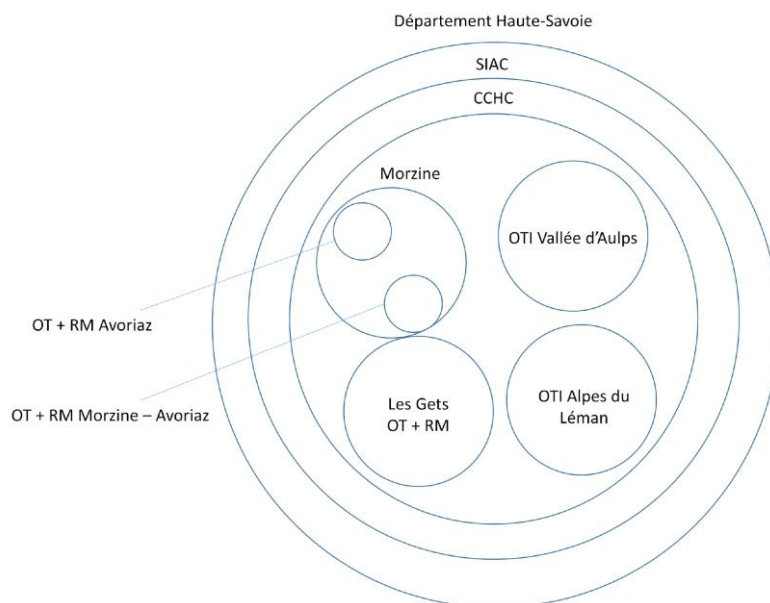 Département Haute-Savoie
SIAC
CCHC
Morzine
OTI Vallée d’Aulps
OT + RM Avoriaz
OT + RM Morzine – Avoriaz
Les Gets
OT + RM
OTI Alpes du
Léman